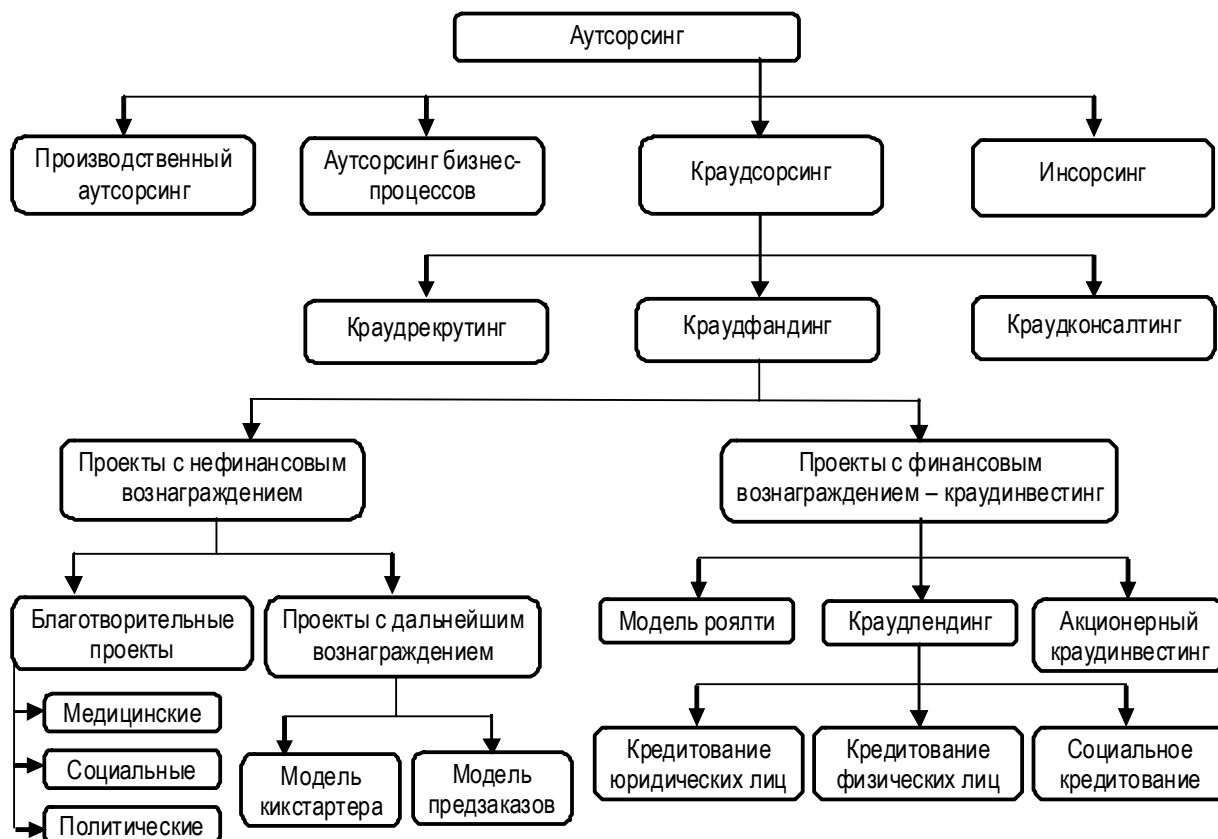 Аутсорсинг
Производственный
аутсорсинг
Аутсорсинг бизнес-
процессов
Краудсорсинг
Инсорсинг
Краудрекрутинг
Краудфандинг
Краудконсалтинг
Проекты с нефинансовым
вознаграждением
Проекты с финансовым
вознаграждением – краудинвестинг
Благотворительные
проекты
Проекты с дальнейшим
вознаграждением
Модель роялти
Краудлендинг
Акционерный
краудинвестинг
Медицинские
Социальные
Политические
Модель
кикстартера
Модель
предзаказов
Кредитование
юридических лиц
Кредитование
физических лиц
Социальное
кредитование